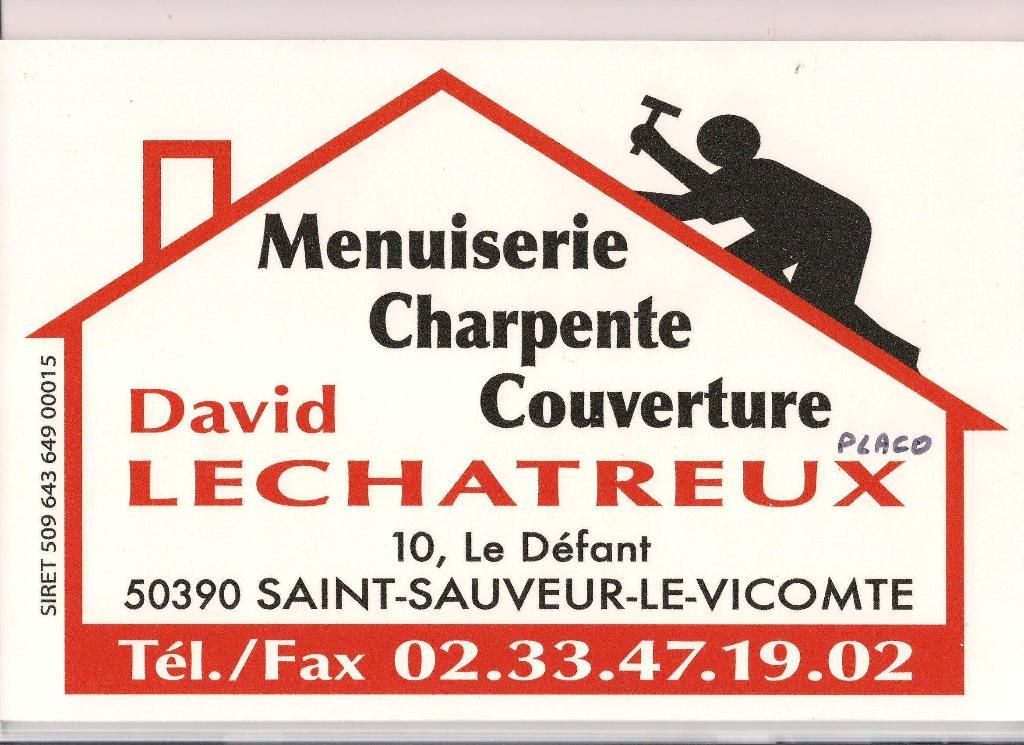 Menuiserie
Charpente
Couverture
PLACO
David
LECHATREUX
10, Le Défant
50390 SAINT-SAUVEUR-LE-VICOMTE
Tél./Fax 02.33.47.19.02
SIRET 509 643 649 00015